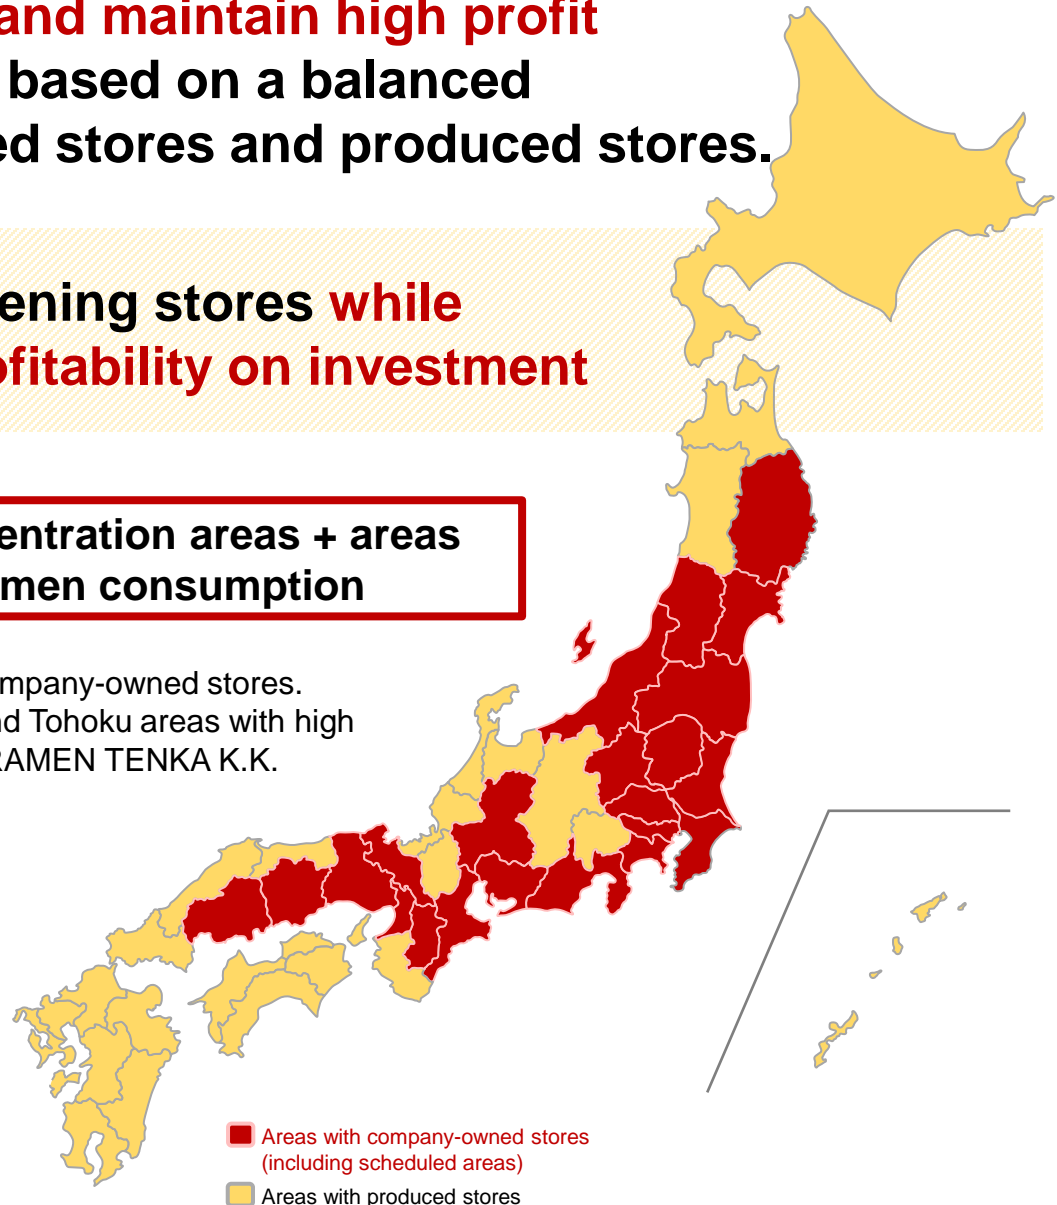 and maintain high profit
based on a balanced
ed stores and produced stores.
ening stores while
ofitability on investment
entration areas + areas
men consumption
ompany-owned stores.
nd Tohoku areas with high
RAMEN TENKA K.K.
Areas with company-owned stores
(including scheduled areas)
Areas with produced stores